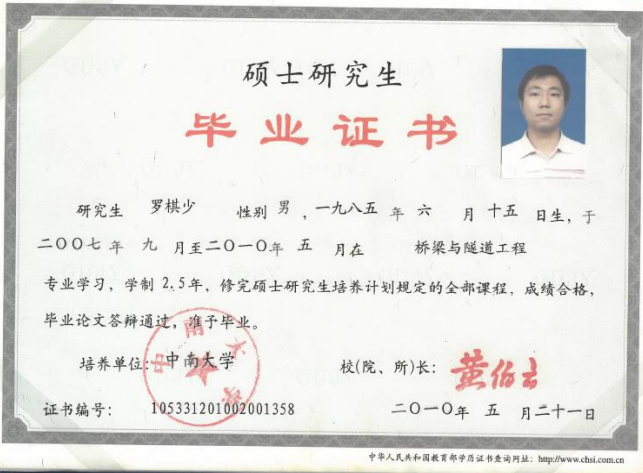 硕士研究生
毕业证书
研究生 罗棋少 性别 男 ，一九八五 年 六 月 十五 日生，于
二〇〇七 年 九 月至 二〇一〇 年 五 月在 桥梁与隧道工程
专业学习，学制 2.5 年、修完硕士研究生培养计划规定的全部课程，成绩合格，
毕业论文答辩通过，准予毕业。
培养单位：中南大学 校(院、所)长：黄伯云
中南大学
证书编号： 105331201002001358 二〇一〇年 五 月二十一日
中华人民共和国教育部学历证书查询网址：http://www.chsi.com.cn